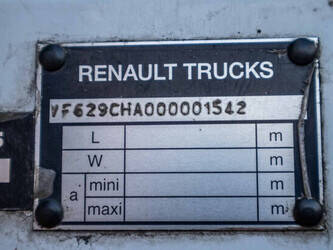 RENAULT TRUCKS
VF629CHA000001542
L m
W m
a mini m
maxi m